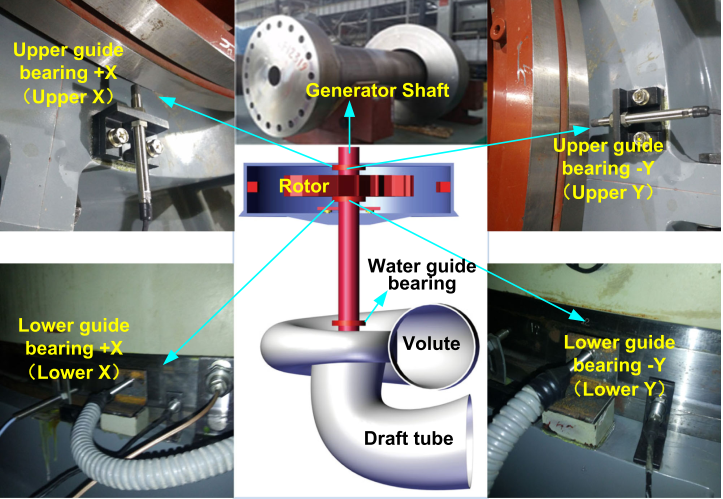 Upper guide
bearing +X
（Upper X）
Generator Shaft
Upper guide
bearing -Y
（Upper Y）
Rotor
Water guide
bearing
Lower guide
bearing +X
（Lower X）
Volute
Lower guide
bearing -Y
（Lower Y）
Draft tube